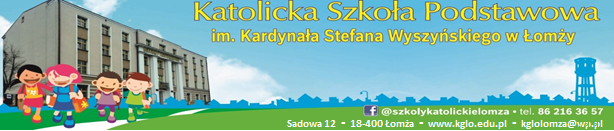 Katolicka Szkoła Podstawowa
im. Kardynała Stefana Wyszyńskiego w Łomży
f @szkolykatolickielomza • tel. 86 216 36 57
Sadowa 12 - 18-400 Łomża - www.kglo.edu.pl - kglolomza@wp.pl